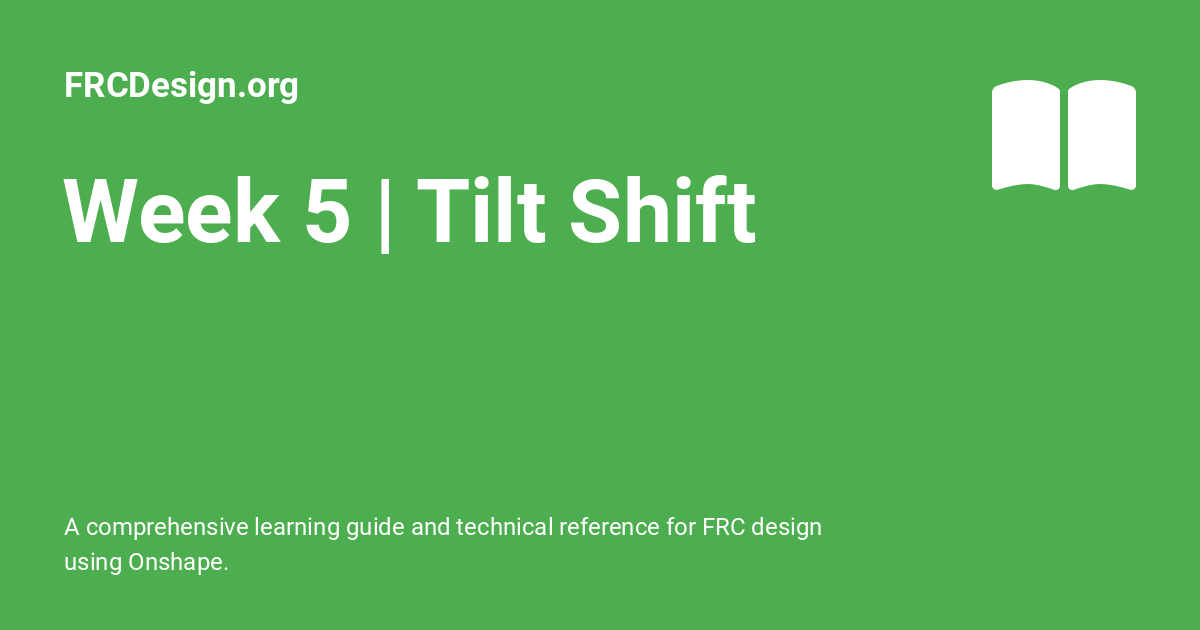 FRCDesign.org
Week 5 | Tilt Shift
A comprehensive learning guide and technical reference for FRC design
using Onshape.